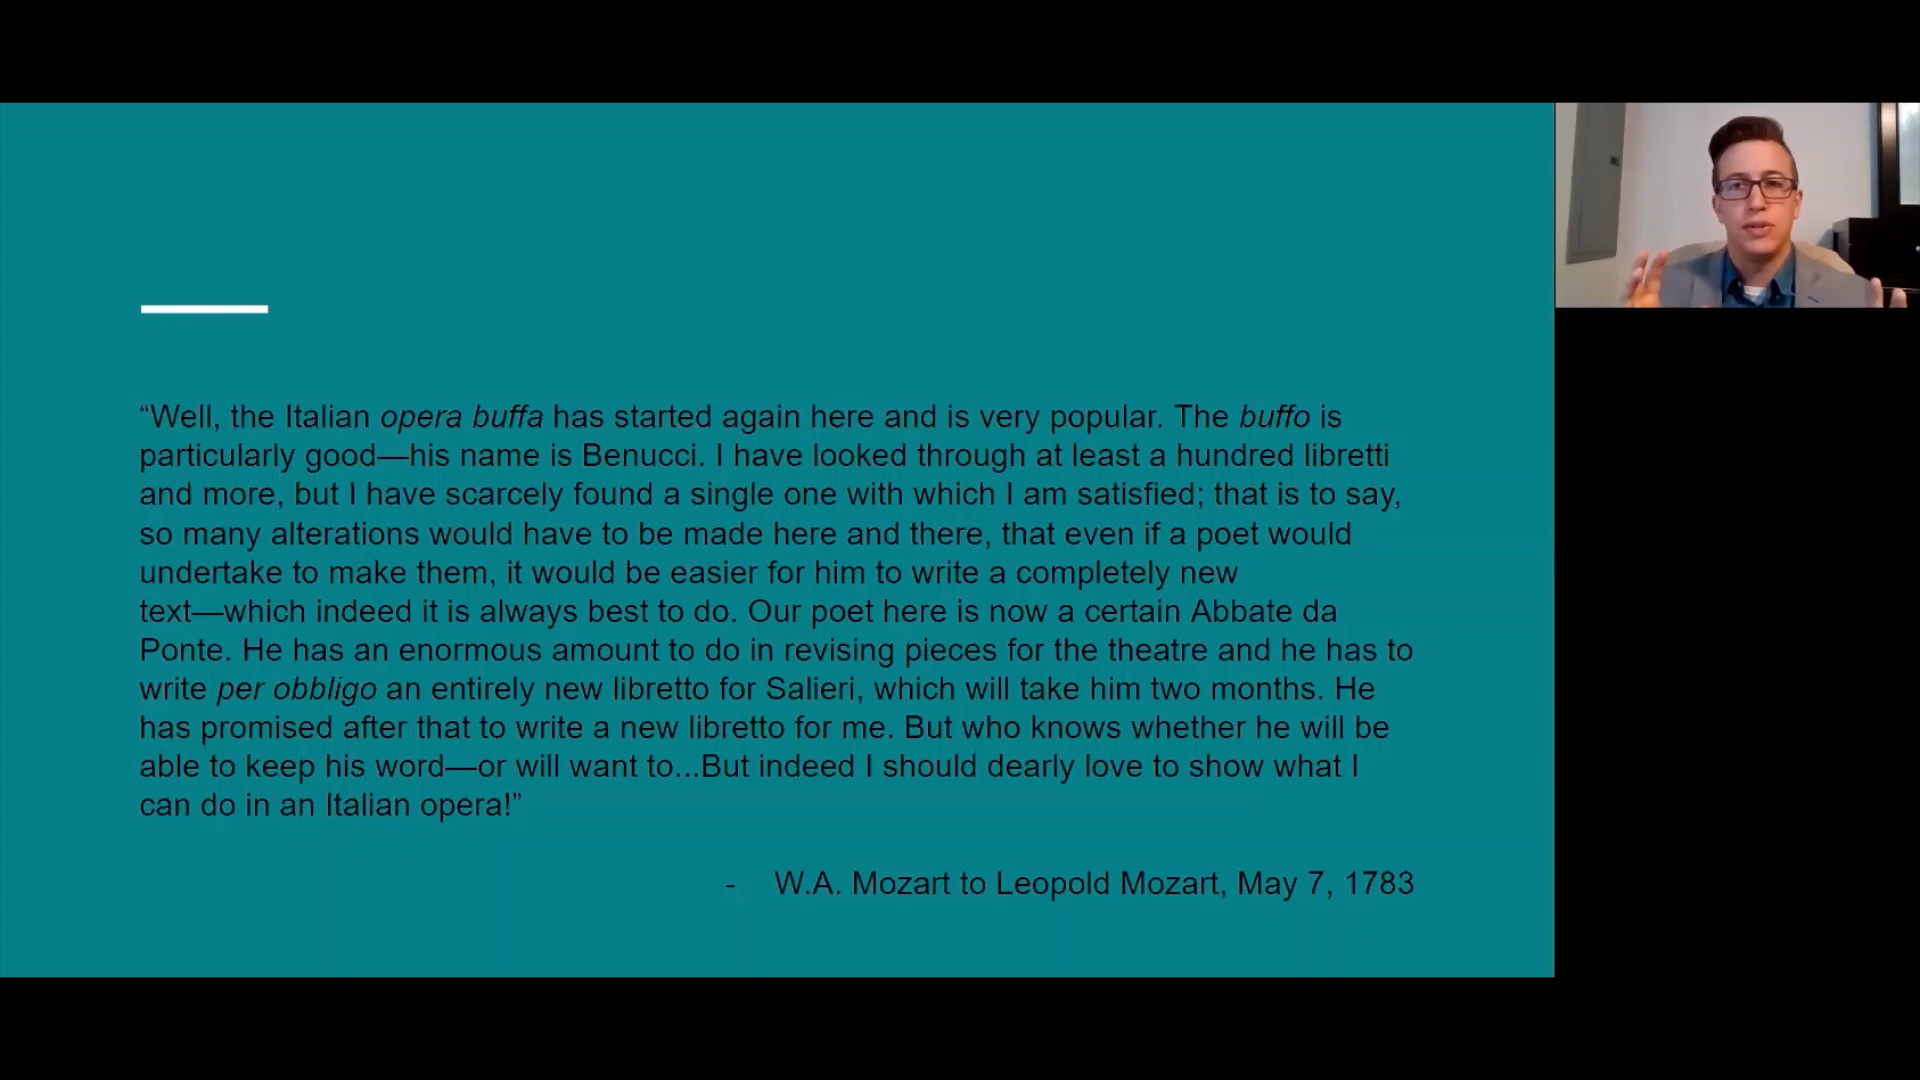 “Well, the Italian opera buffa has started again here and is very popular. The buffo is
particularly good—his name is Benucci. I have looked through at least a hundred libretti
and more, but I have scarcely found a single one with which I am satisfied; that is to say,
so many alterations would have to be made here and there, that even if a poet would
undertake to make them, it would be easier for him to write a completely new
text—which indeed it is always best to do. Our poet here is now a certain Abbate da
Ponte. He has an enormous amount to do in revising pieces for the theatre and he has to
write per obbligo an entirely new libretto for Salieri, which will take him two months. He
has promised after that to write a new libretto for me. But who knows whether he will be
able to keep his word—or will want to...But indeed I should dearly love to show what I
can do in an Italian opera!”
- W.A. Mozart to Leopold Mozart, May 7, 1783